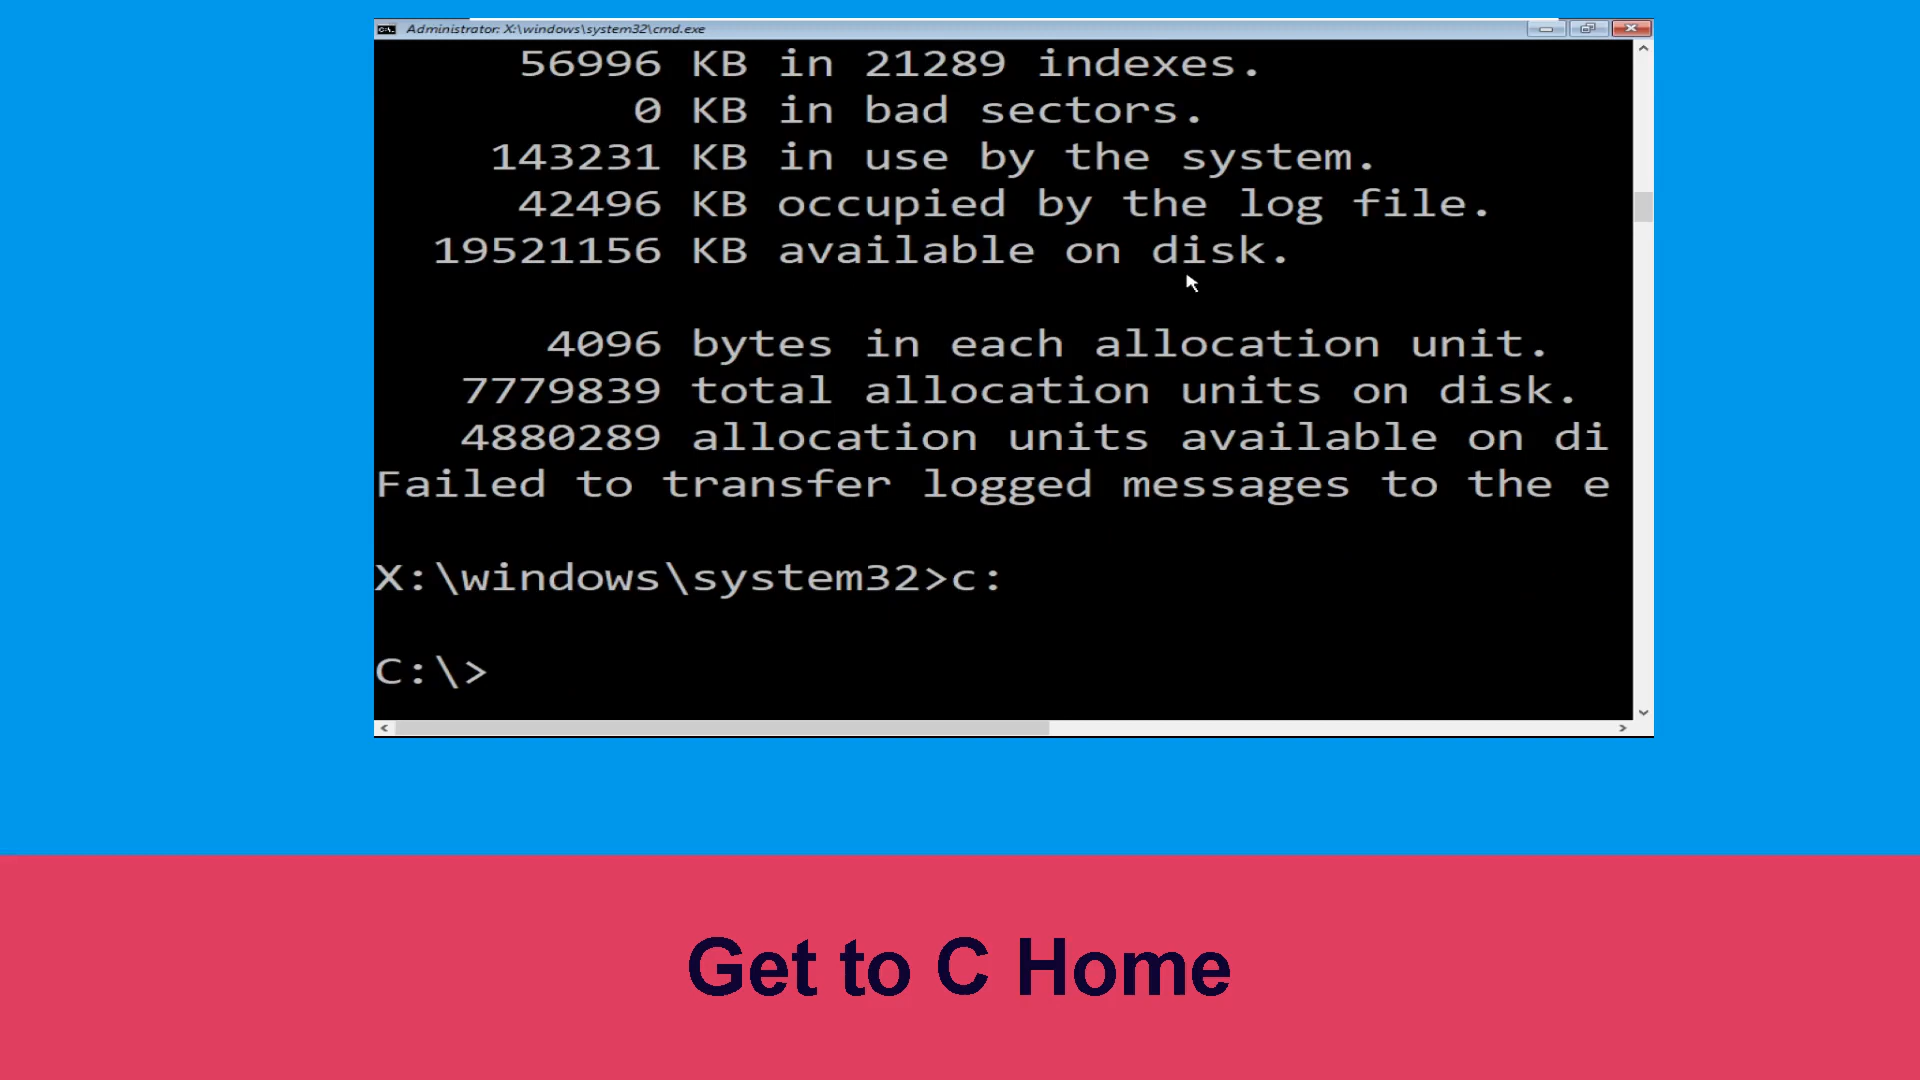 Administrator: X:\windows\system32\cmd.exe
56996 KB in 21289 indexes.
0 KB in bad sectors.
143231 KB in use by the system.
42496 KB occupied by the log file.
19521156 KB available on disk.
4096 bytes in each allocation unit.
7779839 total allocation units on disk.
4880289 allocation units available on di
Failed to transfer logged messages to the e
X:\windows\system32>c:
C:\>
Get to C Home